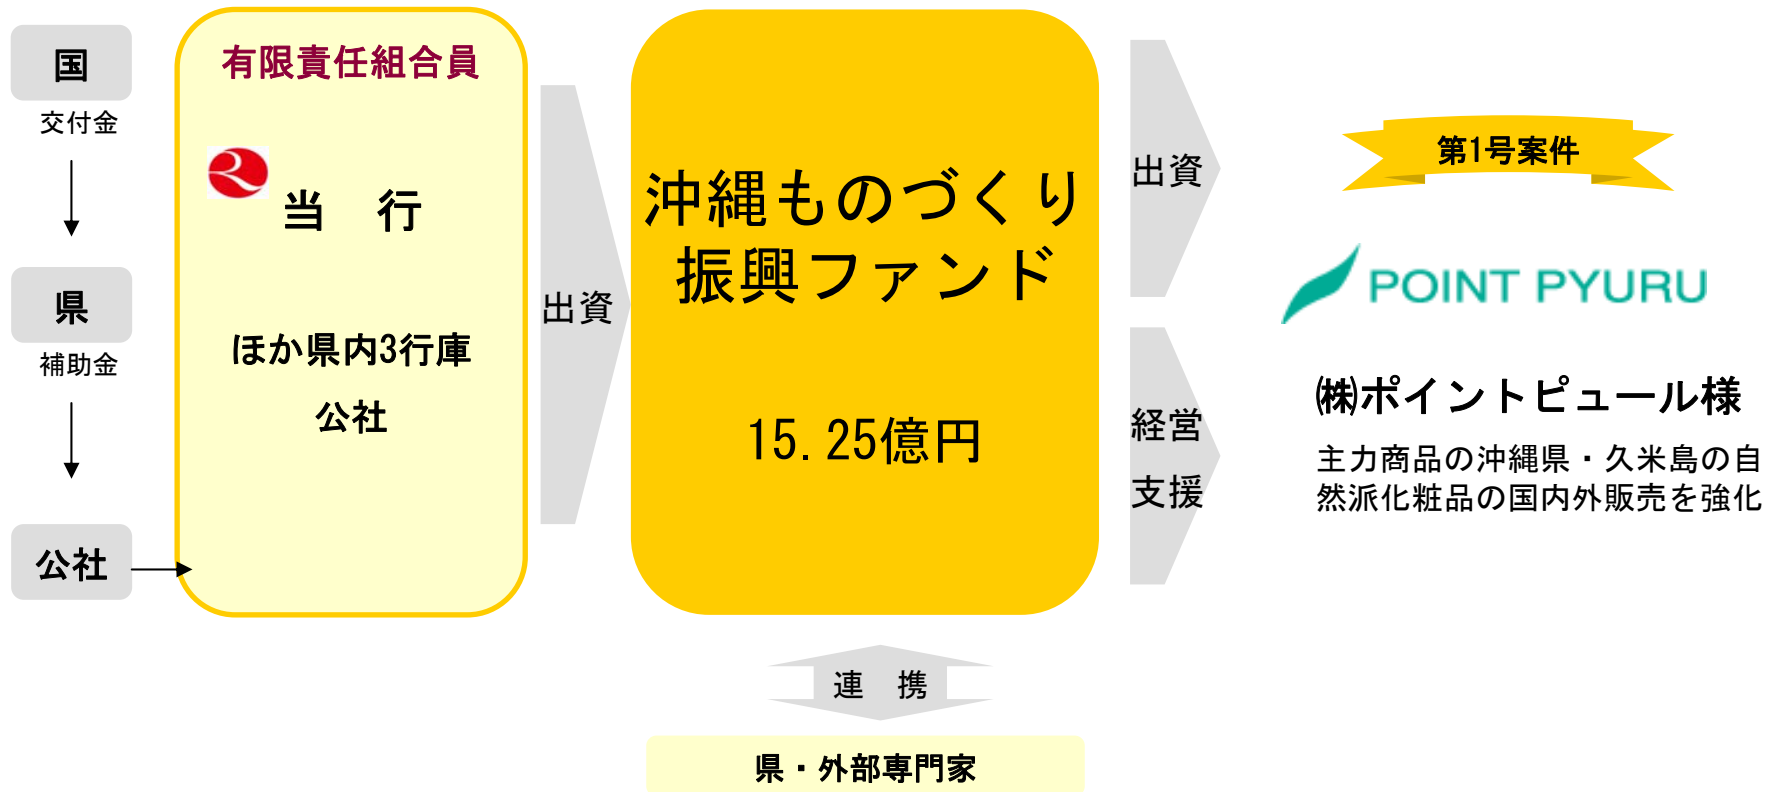 国
交付金
県
補助金
公社
有限責任組合員
当 行
ほか県内3行庫
公社
出資
沖縄ものづくり
振興ファンド
15.25億円
出資
経営
支援
第1号案件
POINT PYURU
㈱ポイントピュール様
主力商品の沖縄県・久米島の自
然派化粧品の国内外販売を強化
連 携
県・外部専門家